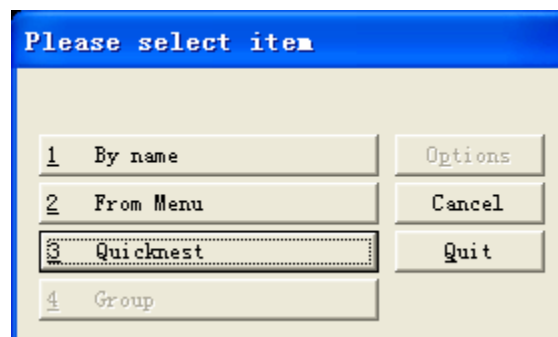 Please select item
1 By name
Options
2 From Menu
Cancel
3 Quicknest
Quit
4 Group